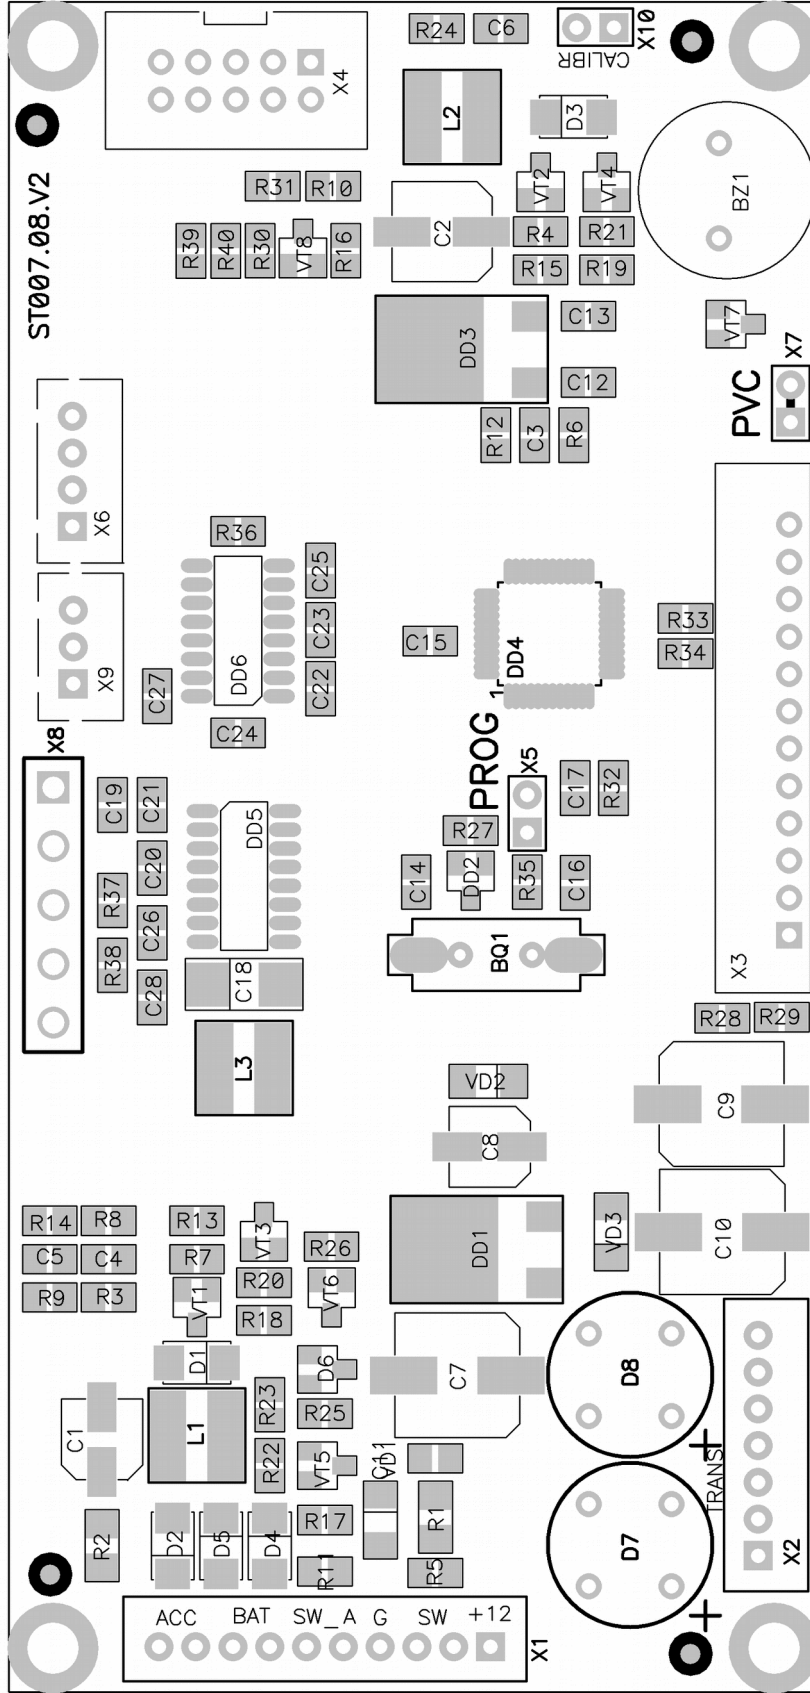 R24
C6
CALIBR
X10
X4
L2
D3
BZ1
ST007.08.V2
R31
R10
VT2
VT4
R39
R40
R30
VT8
R16
C2
R4
R21
R15
R19
DD3
C13
C12
VT7
X7
PVC
R12
C3
R6
X6
R36
C25
C23
C22
DD6
C15
DD4
1
R33
R34
X9
C27
C24
X8
PROG
X5
C19
C21
DD5
R27
C17
R32
C20
R37
C14
DD2
R35
C16
C26
R38
C28
C18
BQ1
X3
L3
R28
R29
VD2
C9
C8
R14
R8
R13
VT3
R26
DD1
VD3
C10
C5
C4
R7
R20
R9
R3
VT1
VT6
R18
D1
D6
C7
D8
C1
L1
R23
R25
R22
VT5
C11
VD1
+
TRANS
R2
D2
D5
D4
R17
R1
D7
X2
R11
R5
+
ACC BAT SW_A G SW +12
X1